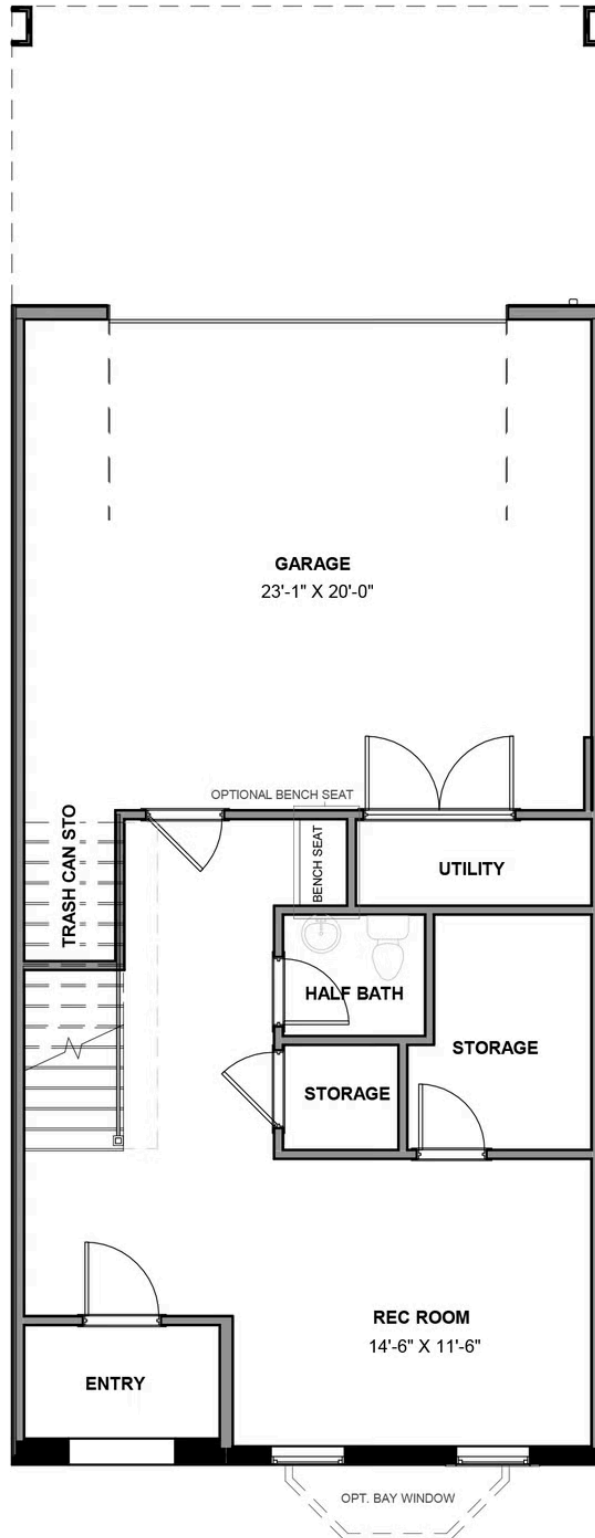 GARAGE
23'-1" X 20'-0"
OPTIONAL BENCH SEAT
TRASH CAN STO
BENCH SEAT
UTILITY
HALF BATH
STORAGE
STORAGE
REC ROOM
14'-6" X 11'-6"
ENTRY
OPT. BAY WINDOW